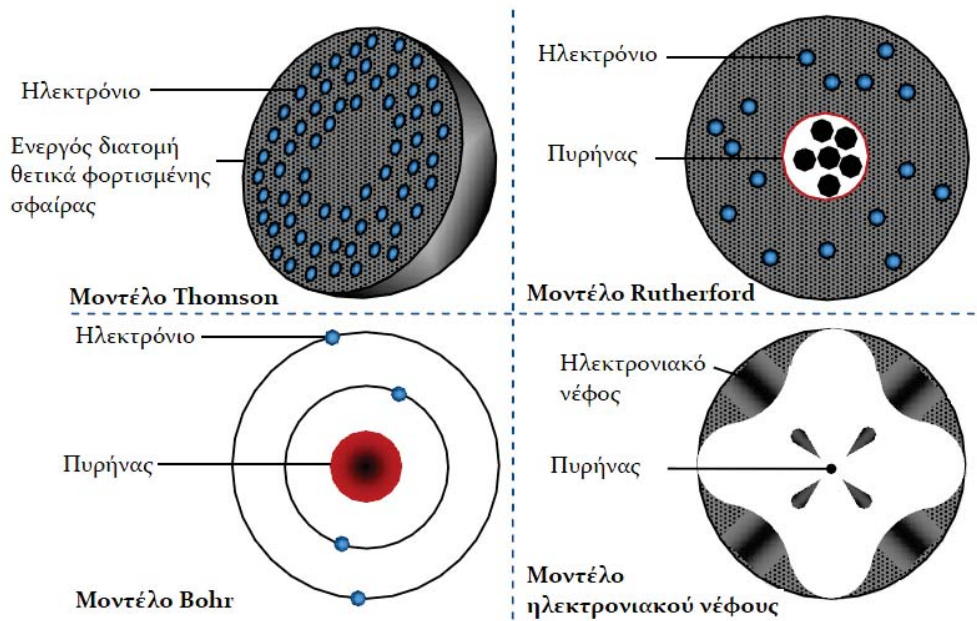 Ηλεκτρόνιο
Ενεργός διατομή
θετικά φορτισμένης
σφαίρας
Μοντέλο Thomson
Ηλεκτρόνιο
Πυρήνας
Μοντέλο Rutherford
Ηλεκτρόνιο
Πυρήνας
Μοντέλο Bohr
Ηλεκτρονιακό
νέφος
Πυρήνας
Μοντέλο
ηλεκτρονιακού νέφους